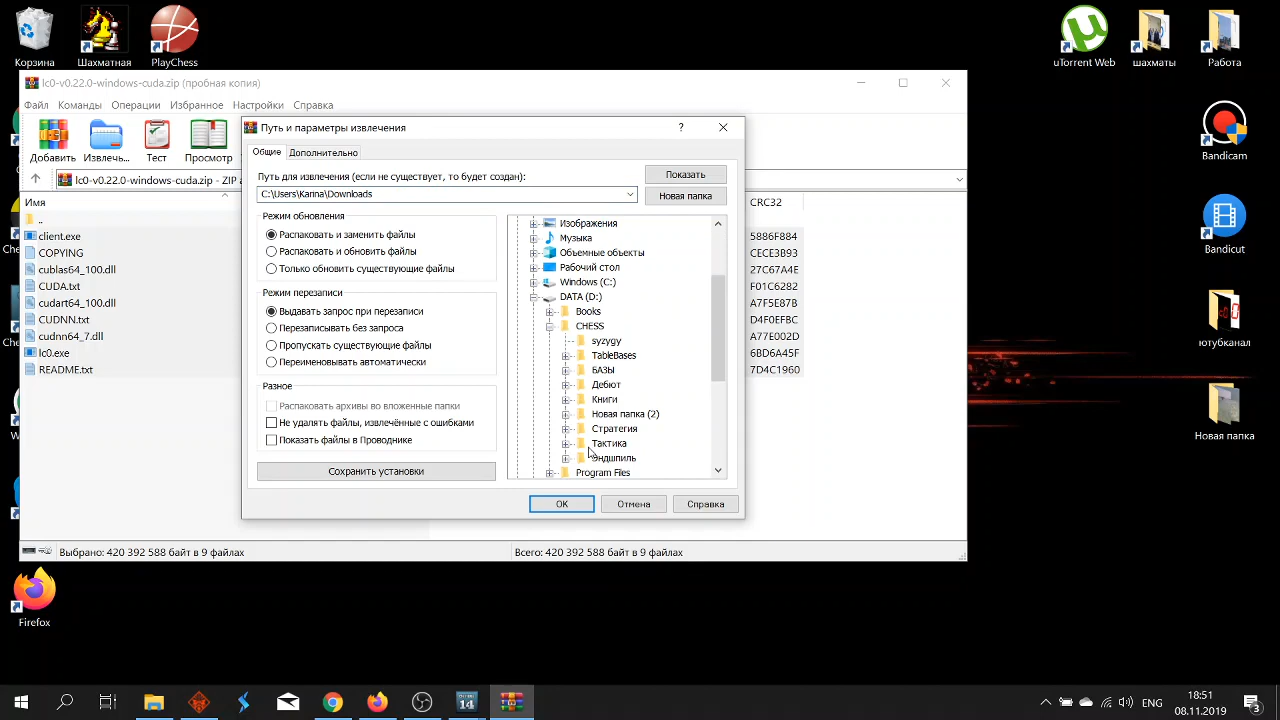 Корзина
Шахматная
PlayChess
uTorrent Web
шахматы
Работа
lc0-v0.22.0-windows-cuda.zip (пробная копия)
Файл Команды Операции Избранное Настройки Справка
Добавить Извлечь... Тест Просмотр
lc0-v0.22.0-windows-cuda.zip - ZIP
Имя
CRC32
..
client.exe
COPYING
cublas64_100.dll
CUDA.txt
cudart64_100.dll
CUDNN.txt
cudnn64_7.dll
lc0.exe
README.txt
5886F884
CECE3B93
27C67A4E
F01C6282
A7F5E87B
D4F0EFBC
A77E002D
6BD6A45F
7D4C1960
Путь и параметры извлечения
?
Общие Дополнительно
Путь для извлечения (если не существует, то будет создан):
C:\Users\Karina\Downloads
Показать
Новая папка
Режим обновления
Распаковать и заменить файлы
Распаковать и обновить файлы
Только обновить существующие файлы
Режим перезаписи
Выдавать запрос при перезаписи
Перезаписывать без запроса
Пропускать существующие файлы
Переименовывать автоматически
Разное
Распаковать архивы во вложенные папки
Не удалять файлы, извлечённые с ошибками
Показать файлы в Проводнике
Сохранить установки
Изображения
Музыка
Объемные объекты
Рабочий стол
Windows (C:)
DATA (D:)
Books
CHESS
syzygy
TableBases
БАЗЫ
Дебют
Книги
Новая папка (2)
Стратегия
Тактика
Эндшпиль
Program Files
OK Отмена Справка
Выбрано: 420 392 588 байт в 9 файлах
Всего: 420 392 588 байт в 9 файлах
Bandicam
Bandicut
ютубканал
Новая папка
Firefox
14
ENG
18:51
08.11.2019
3